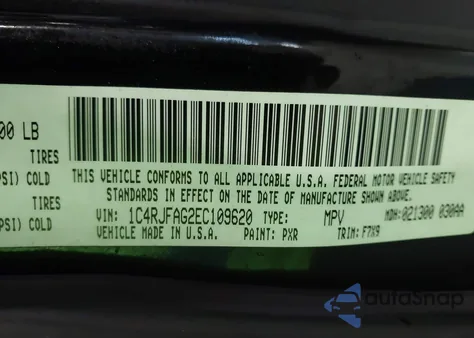 00 LB
TIRES
PSI) COLD
TIRES
PSI) COLD
THIS VEHICLE CONFORMS TO ALL APPLICABLE U.S.A. FEDERAL MOTOR VEHICLE SAFETY
STANDARDS IN EFFECT ON THE DATE OF MANUFACTURE SHOWN ABOVE.
VIN: 1C4RJFAG2EC109620 TYPE: MPV MDH: 021300 030AA
VEHICLE MADE IN U.S.A. PAINT: PXR TRIM: F7X9
autoSnap